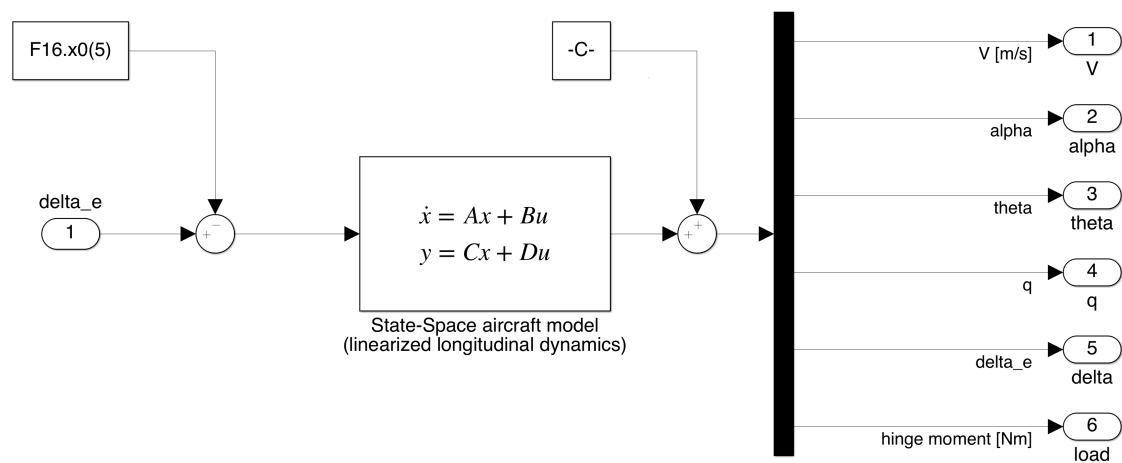 F16.x0(5)
-C-
delta_e
1
+
−
ẋ = Ax + Bu
y = Cx + Du
State-Space aircraft model
(linearized longitudinal dynamics)
+
+
V [m/s]
1
V
alpha
2
alpha
theta
3
theta
q
4
q
delta_e
5
delta
hinge moment [Nm]
6
load